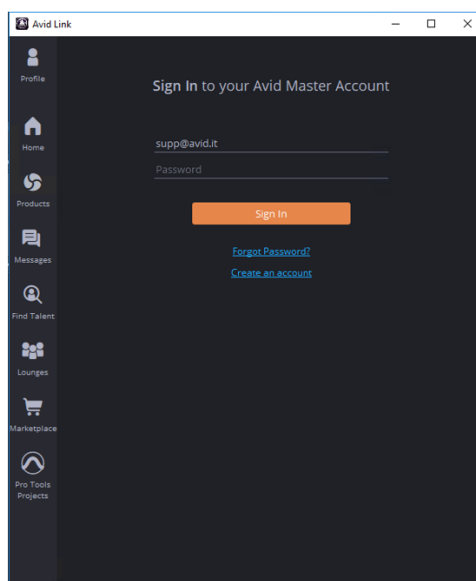 Avid Link
Profile
Home
Products
Messages
Find Talent
Lounges
Marketplace
Pro Tools
Projects
Sign In to your Avid Master Account
supp@avid.it
Password
Sign In
Forgot Password?
Create an account